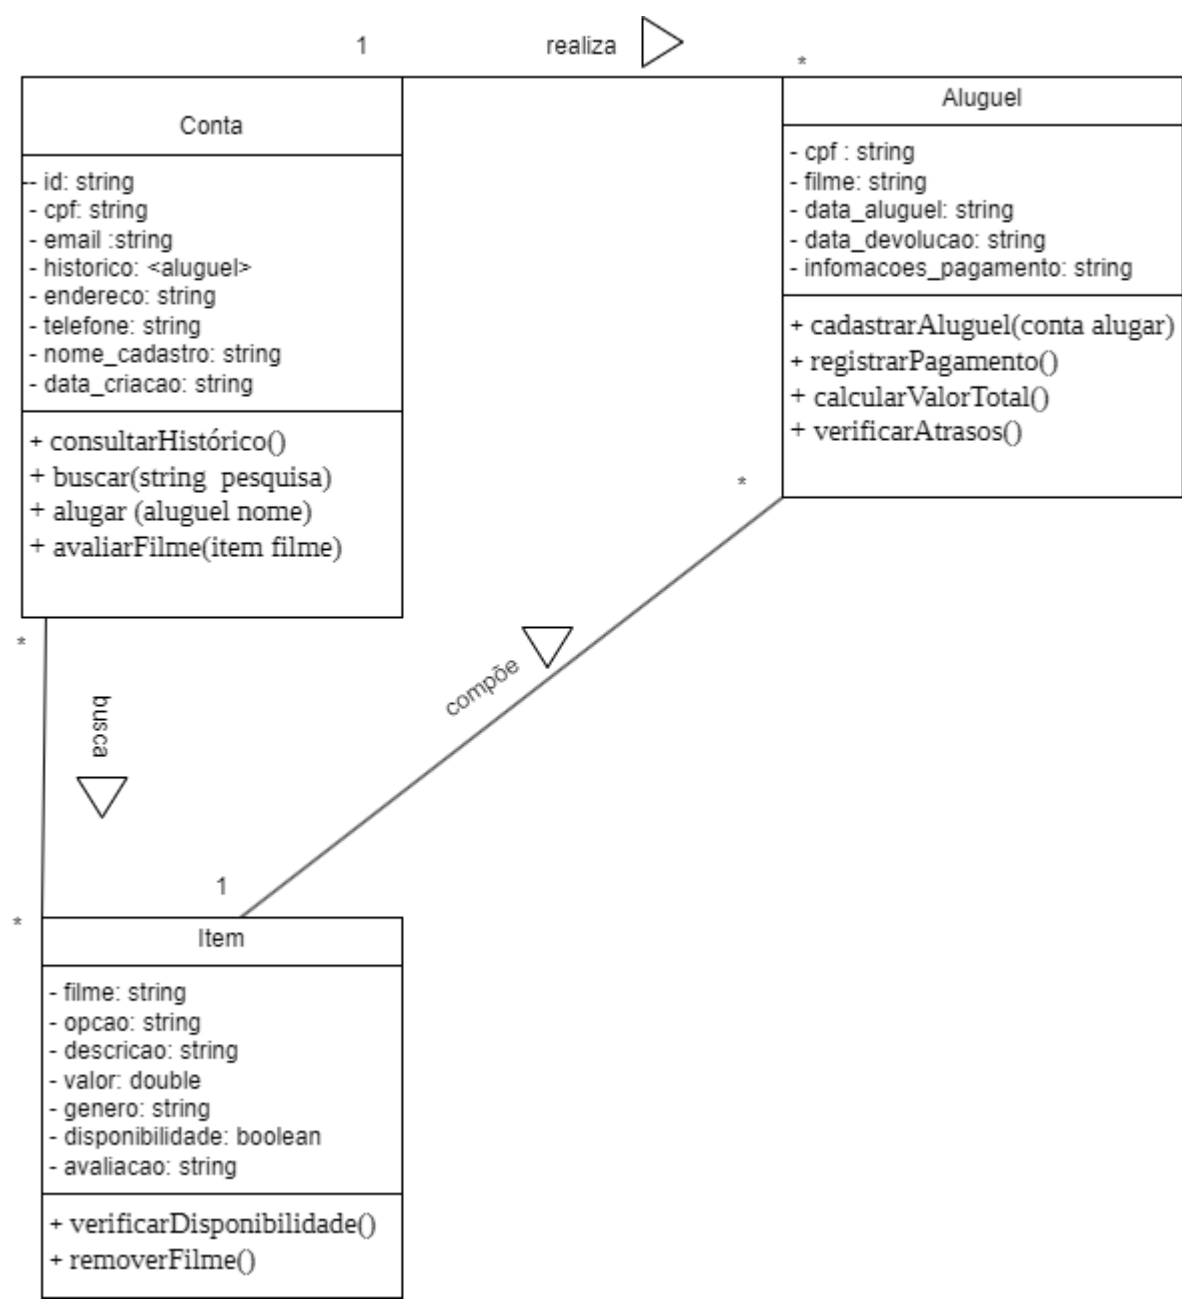 1
realiza
*
Conta
-- id: string
- cpf: string
- email :string
- historico: <aluguel>
- endereco: string
- telefone: string
- nome_cadastro: string
- data_criacao: string
+ consultarHistórico()
+ buscar(string  pesquisa)
+ alugar (aluguel nome)
+ avaliarFilme(item filme)
Aluguel
- cpf : string
- filme: string
- data_aluguel: string
- data_devolucao: string
- infomacoes_pagamento: string
+ cadastrarAluguel(conta alugar)
+ registrarPagamento()
+ calcularValorTotal()
+ verificarAtrasos()
*
*
busca
compõe
1
*
Item
- filme: string
- opcao: string
- descricao: string
- valor: double
- genero: string
- disponibilidade: boolean
- avaliacao: string
+ verificarDisponibilidade()
+ removerFilme()